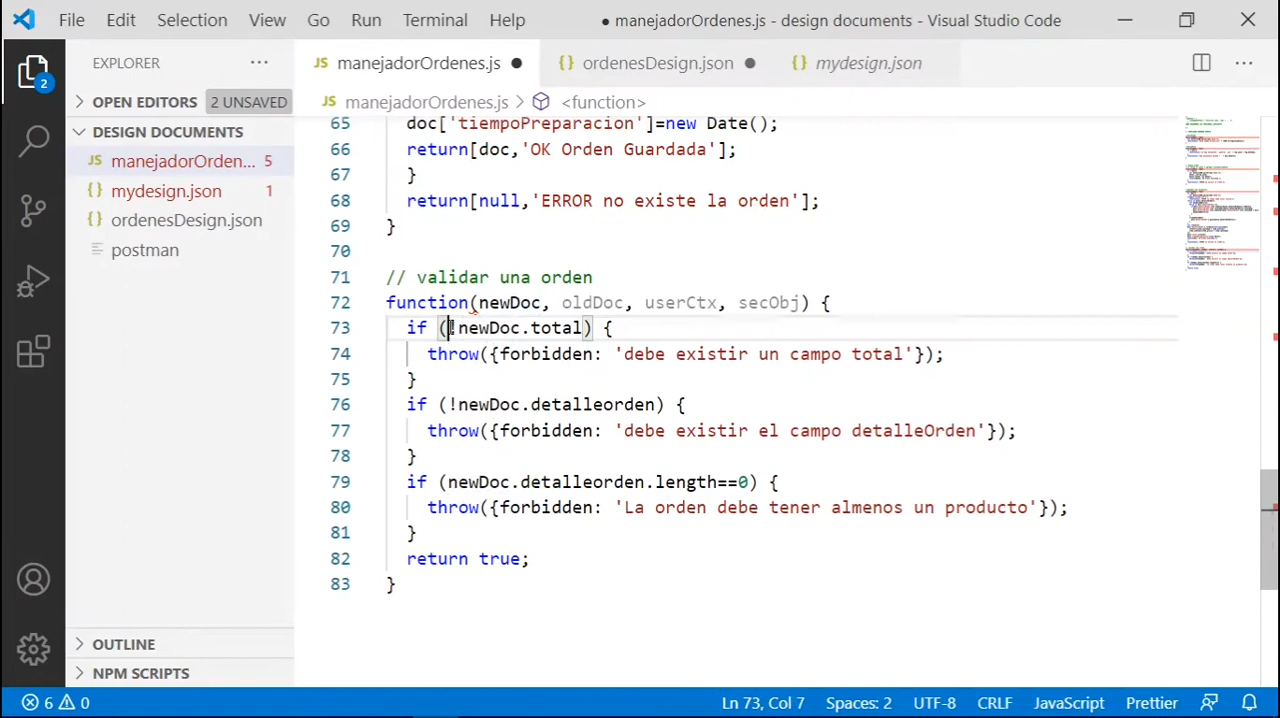 File Edit Selection View Go Run Terminal Help ● manejadorOrdenes.js - design documents - Visual Studio Code
EXPLORER ···
JS manejadorOrdenes.js ●
{} ordenesDesign.json ●
{} mydesign.json
2
OPEN EDITORS 2 UNSAVED
DESIGN DOCUMENTS
JS manejadorOrden... 5
{} mydesign.json 1
{} ordenesDesign.json
postman
OUTLINE
NPM SCRIPTS
JS manejadorOrdenes.js > <function>
65 doc['tiempoPreparacion']=new Date();
66 return[doc,'OK Orden Guardada'];
67 }
68 return[null,'ERROR no existe la orden'];
69 }
70
71 // validar una orden
72 function(newDoc, oldDoc, userCtx, secObj) {
73 if (!newDoc.total) {
74 throw({forbidden: 'debe existir un campo total'});
75 }
76 if (!newDoc.detalleorden) {
77 throw({forbidden: 'debe existir el campo detalleOrden'});
78 }
79 if (newDoc.detalleorden.length==0) {
80 throw({forbidden: 'La orden debe tener almenos un producto'});
81 }
82 return true;
83 }
6 0 Ln 73, Col 7 Spaces: 2 UTF-8 CRLF JavaScript Prettier